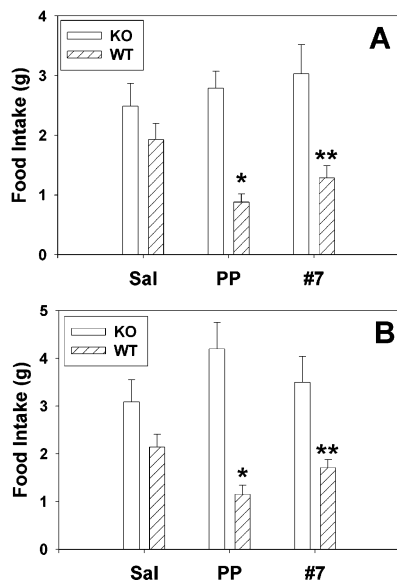 4
3
2
1
0
Food Intake (g)
KO
WT
A
*
**
Sal PP #7
5
4
3
2
1
0
Food Intake (g)
KO
WT
B
*
**
Sal PP #7